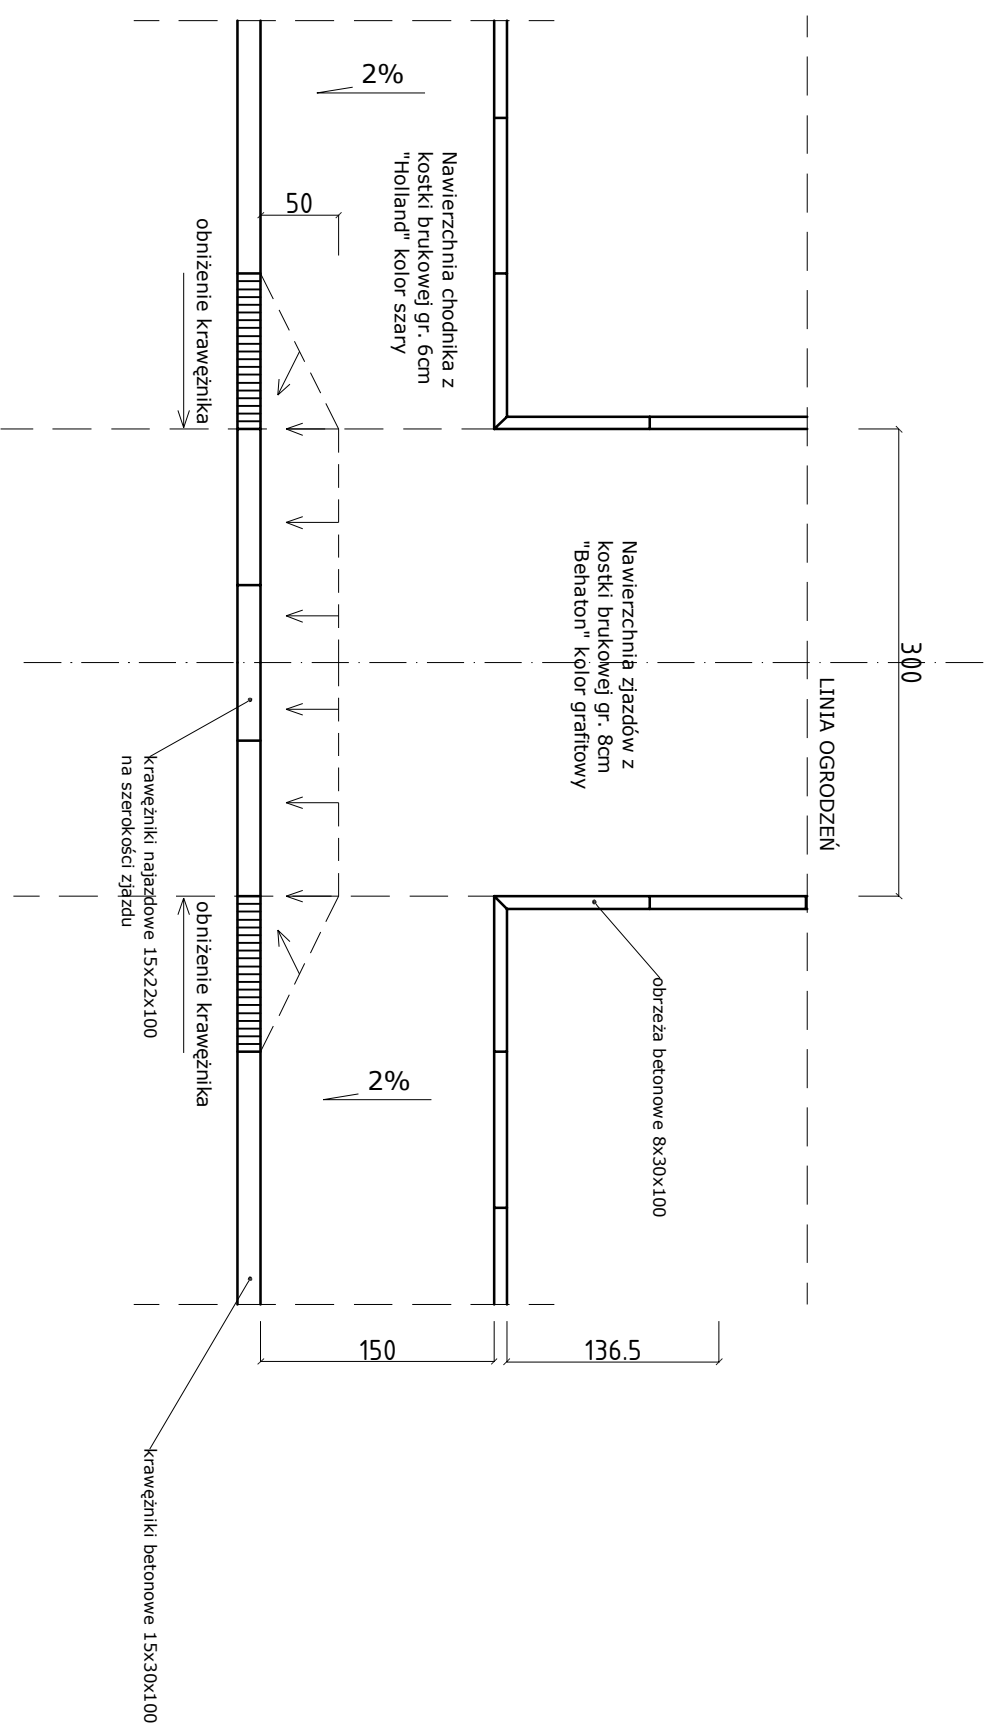 2%
Nawierzchnia chodnika z
kostki brukowej gr. 6cm
"Holland" kolor szary
50
obniżenie krawężnika
300
LINIA OGRODZEŃ
Nawierzchnia zjazdów z
kostki brukowej gr. 8cm
"Behaton" kolor grafitowy
krawężniki najazdowe 15x22x100
na szerokości zjazdu
obniżenie krawężnika
obrzeża betonowe 8x30x100
2%
150
136.5
krawężniki betonowe 15x30x100